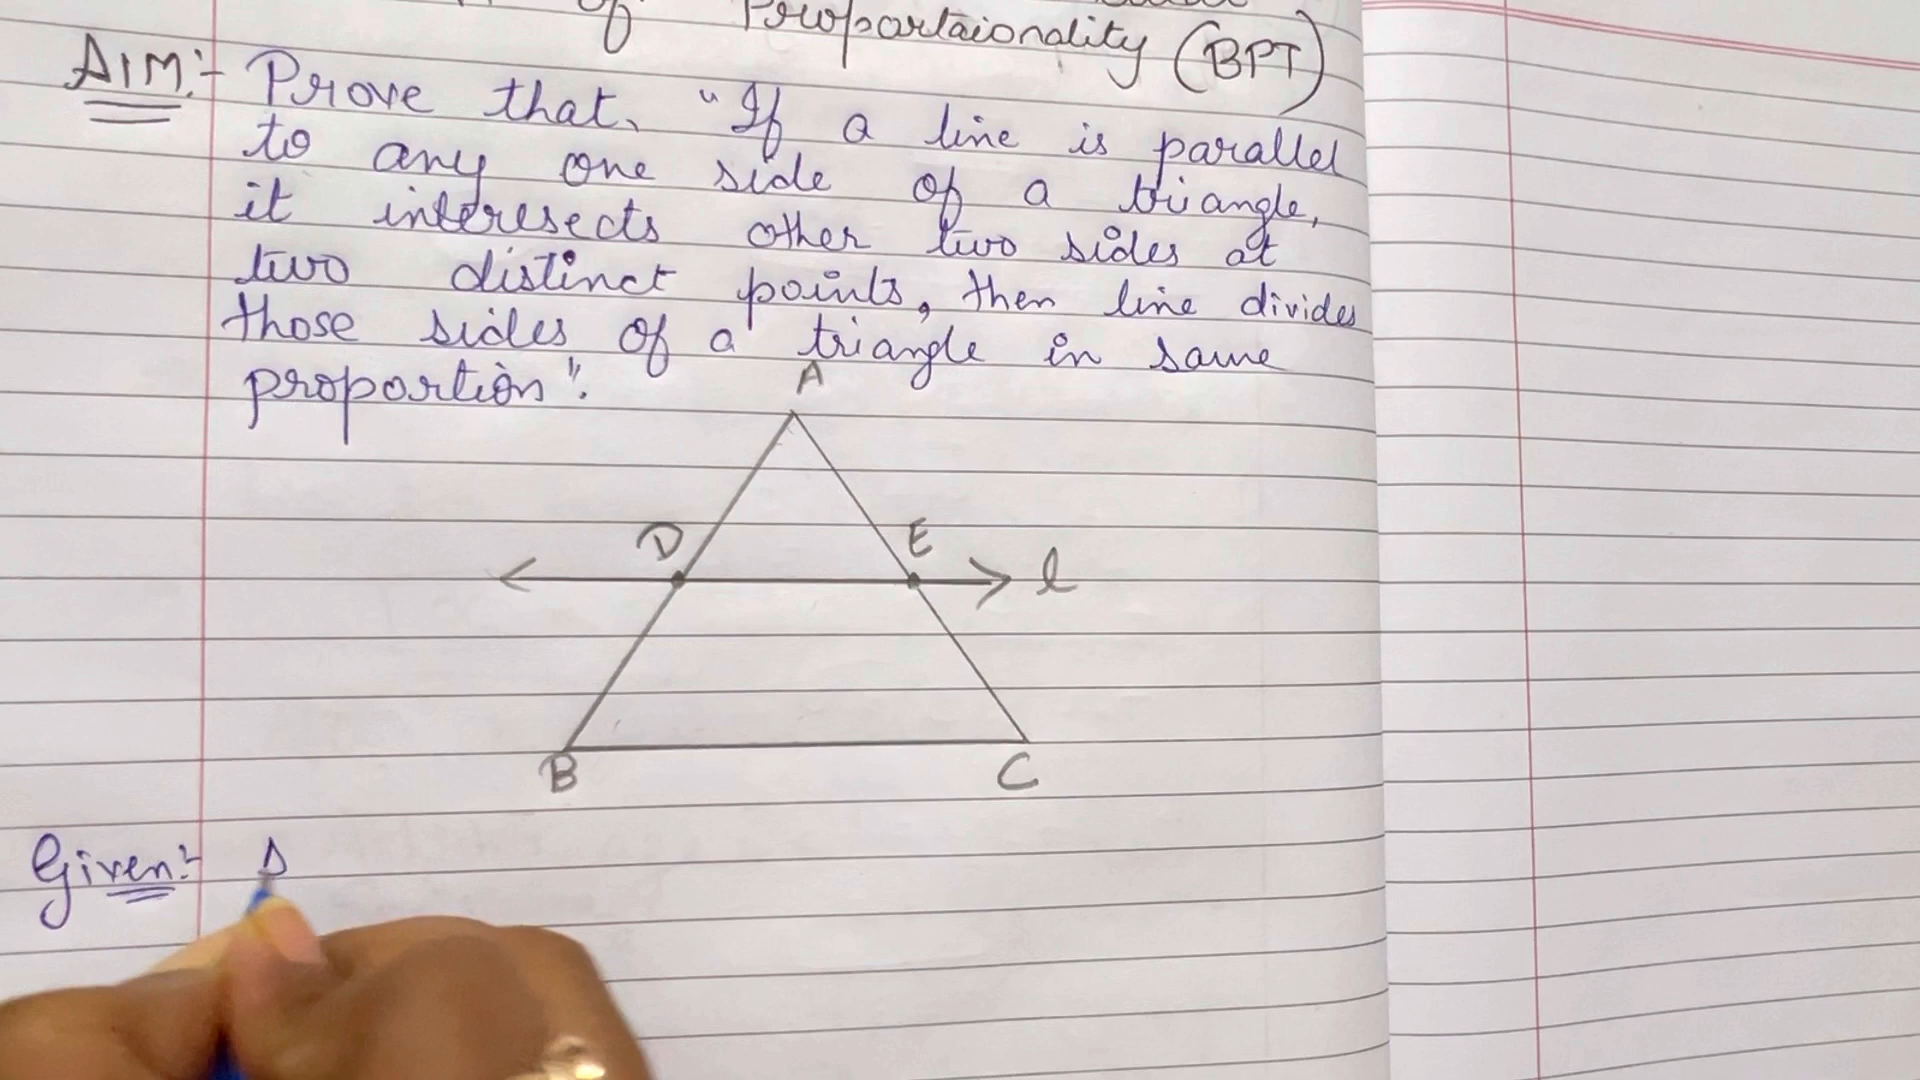 of Proportaionality (BPT)
AIM:- Prove that, "If a line is parallel
to any one side of a triangle,
it interesects other two sides at
two distinct points, then line divides
those sides of a triangle in same
proportion".
A
D E
l
B C
Given:- Δ